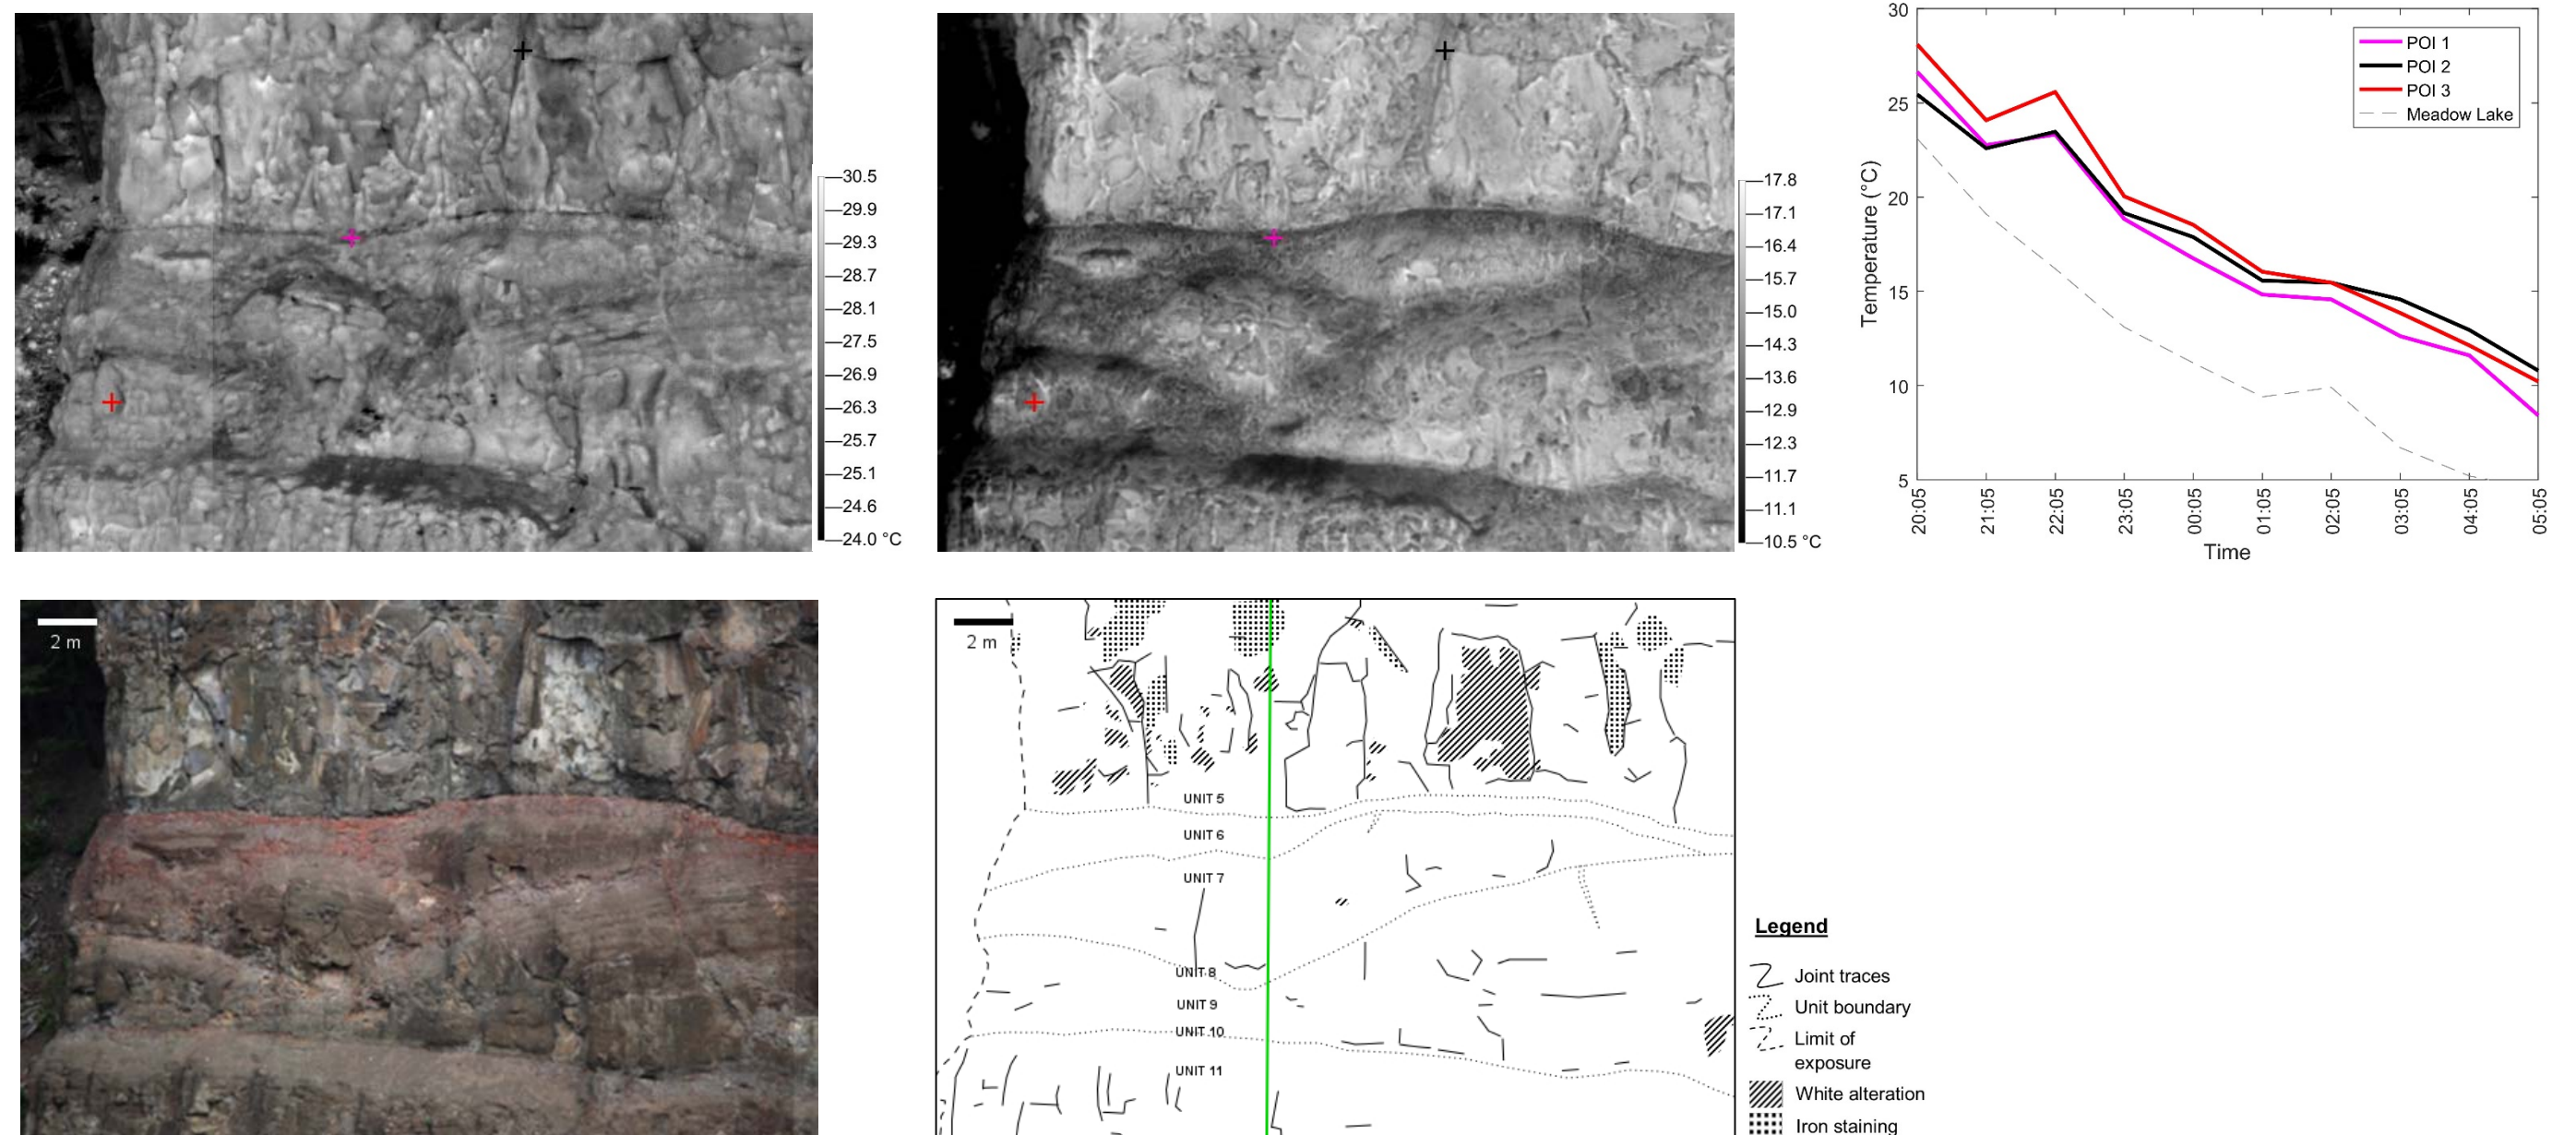 30.5
29.9
29.3
28.7
28.1
27.5
26.9
26.3
25.7
25.1
24.6
24.0 °C
17.8
17.1
16.4
15.7
15.0
14.3
13.6
12.9
12.3
11.7
11.1
10.5 °C
30
25
20
15
10
5
Temperature (°C)
POI 1
POI 2
POI 3
Meadow Lake
20:05
21:05
22:05
23:05
00:05
01:05
02:05
03:05
04:05
05:05
Time
2 m
2 m
UNIT 5
UNIT 6
UNIT 7
UNIT 8
UNIT 9
UNIT 10
UNIT 11
Legend
Joint traces
Unit boundary
Limit of
exposure
White alteration
Iron staining